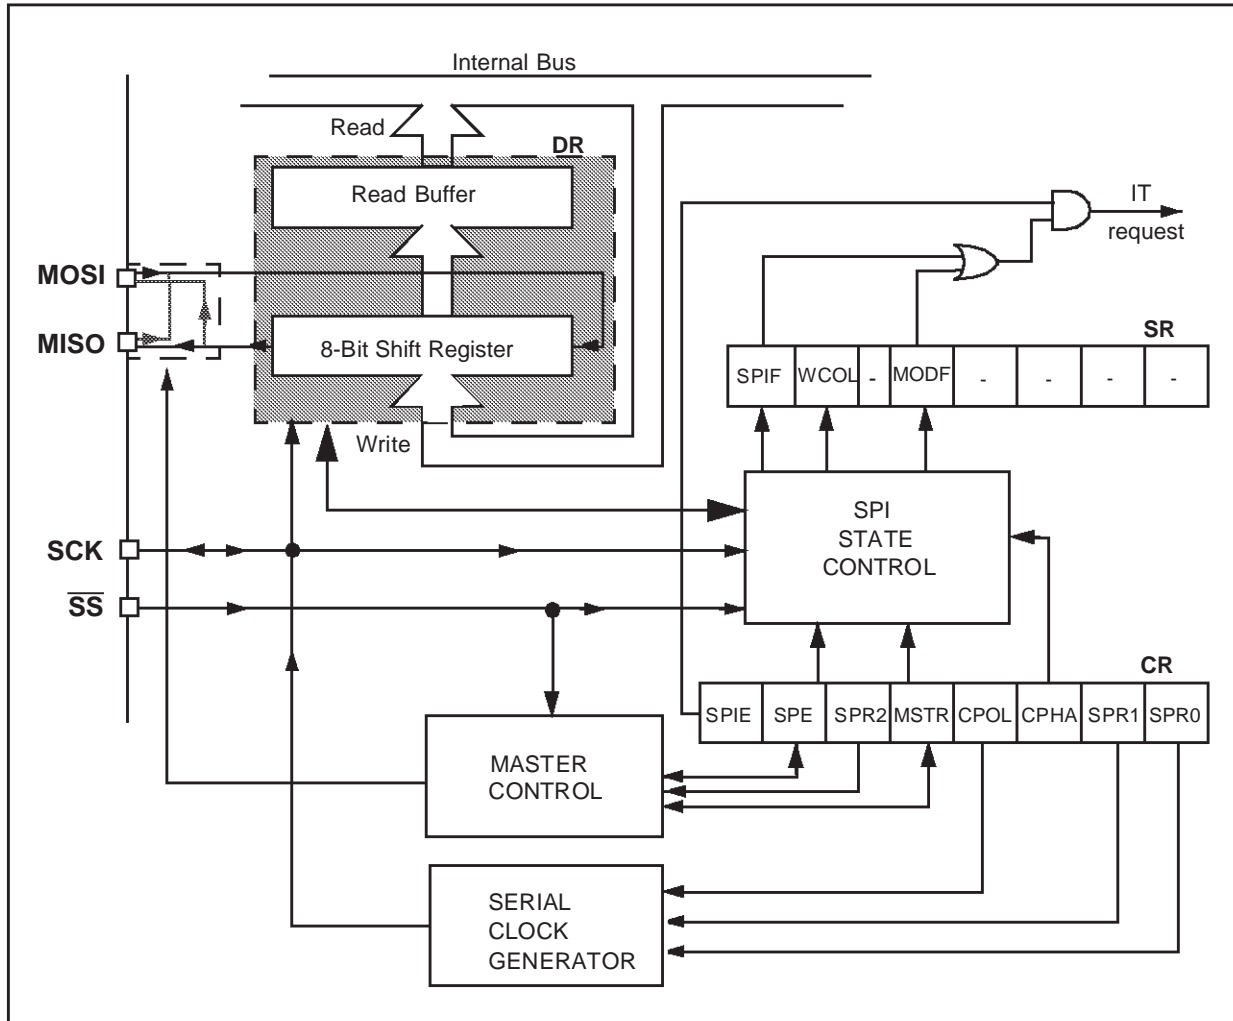 Internal Bus
Read
DR
Read Buffer
IT
request
MOSI
MISO
8-Bit Shift Register
SR
SPIF WCOL - MODF - - - -
Write
SPI
STATE
CONTROL
SCK
SS
CR
SPIE SPE SPR2 MSTR CPOL CPHA SPR1 SPR0
MASTER
CONTROL
SERIAL
CLOCK
GENERATOR